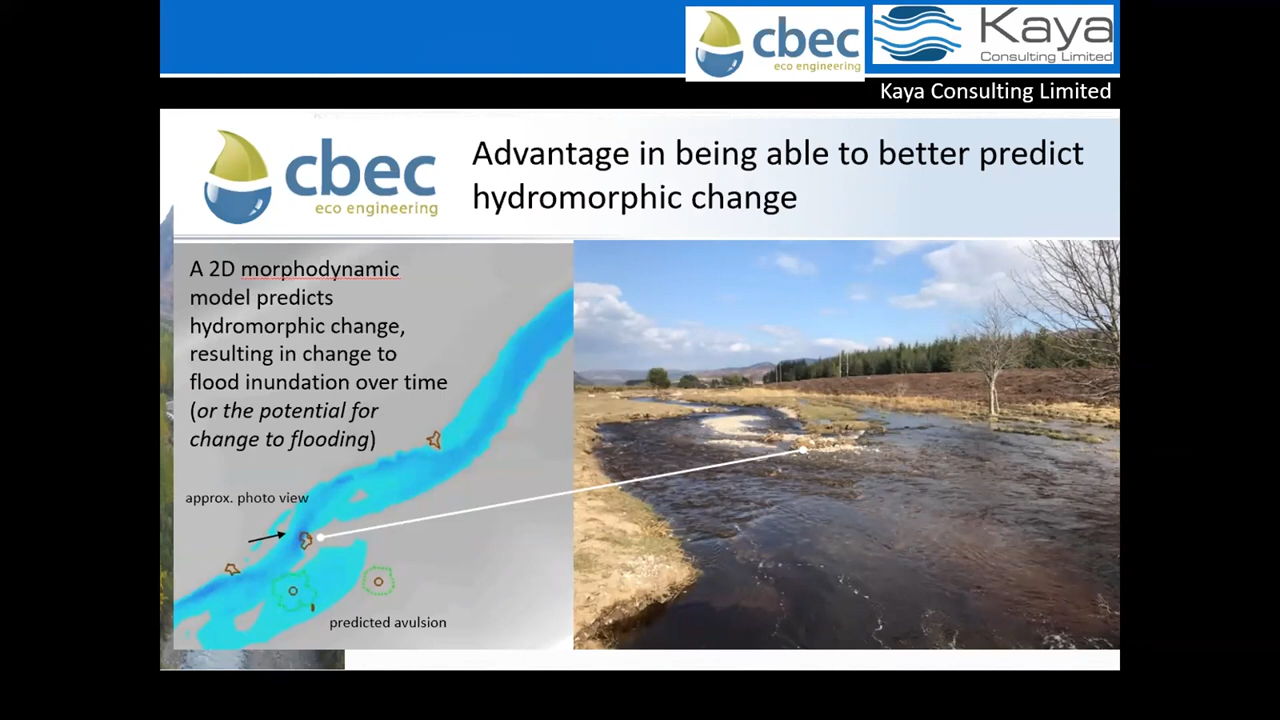 cbec
eco engineering
Kaya
Consulting Limited
Kaya Consulting Limited
cbec
eco engineering
Advantage in being able to better predict
hydromorphic change
A 2D morphodynamic
model predicts
hydromorphic change,
resulting in change to
flood inundation over time
(or the potential for
change to flooding)
approx. photo view
predicted avulsion